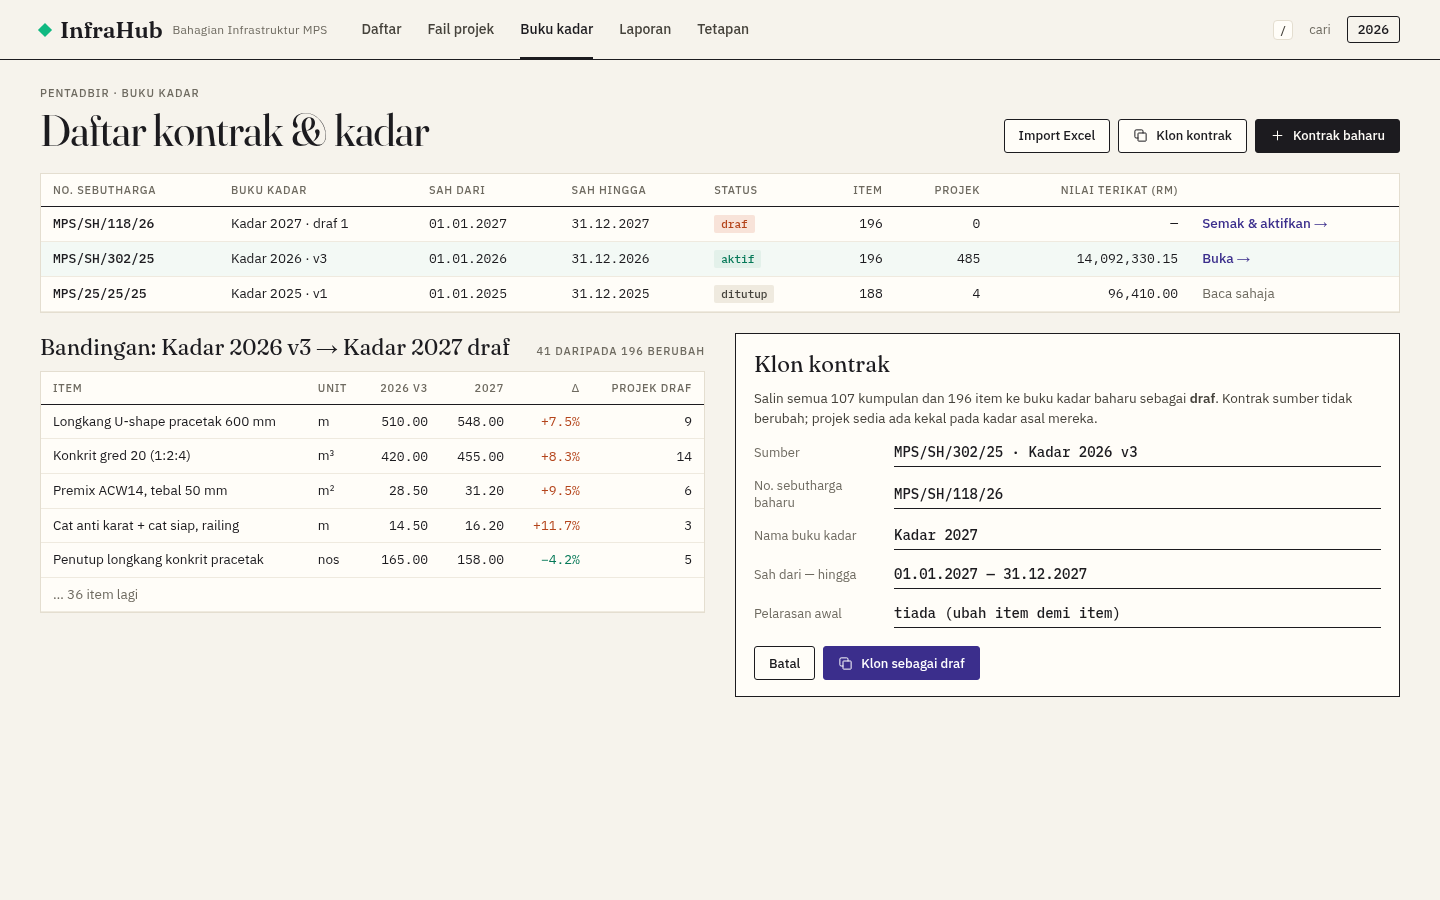 InfraHub Bahagian Infrastruktur MPS Daftar Fail projek Buku kadar Laporan Tetapan / cari 2026
PENTADBIR · BUKU KADAR
Daftar kontrak & kadar
Import Excel Klon kontrak + Kontrak baharu
NO. SEBUTHARGA BUKU KADAR SAH DARI SAH HINGGA STATUS ITEM PROJEK NILAI TERIKAT (RM)
MPS/SH/118/26 Kadar 2027 · draf 1 01.01.2027 31.12.2027 draf 196 0 — Semak & aktifkan →
MPS/SH/302/25 Kadar 2026 · v3 01.01.2026 31.12.2026 aktif 196 485 14,092,330.15 Buka →
MPS/25/25/25 Kadar 2025 · v1 01.01.2025 31.12.2025 ditutup 188 4 96,410.00 Baca sahaja
Bandingan: Kadar 2026 v3 → Kadar 2027 draf 41 DARIPADA 196 BERUBAH
ITEM UNIT 2026 V3 2027 Δ PROJEK DRAF
Longkang U-shape pracetak 600 mm m 510.00 548.00 +7.5% 9
Konkrit gred 20 (1:2:4) m³ 420.00 455.00 +8.3% 14
Premix ACW14, tebal 50 mm m² 28.50 31.20 +9.5% 6
Cat anti karat + cat siap, railing m 14.50 16.20 +11.7% 3
Penutup longkang konkrit pracetak nos 165.00 158.00 −4.2% 5
… 36 item lagi
Klon kontrak
Salin semua 107 kumpulan dan 196 item ke buku kadar baharu sebagai draf. Kontrak sumber tidak
berubah; projek sedia ada kekal pada kadar asal mereka.
Sumber MPS/SH/302/25 · Kadar 2026 v3
No. sebutharga
baharu MPS/SH/118/26
Nama buku kadar Kadar 2027
Sah dari — hingga 01.01.2027 — 31.12.2027
Pelarasan awal tiada (ubah item demi item)
Batal Klon sebagai draf